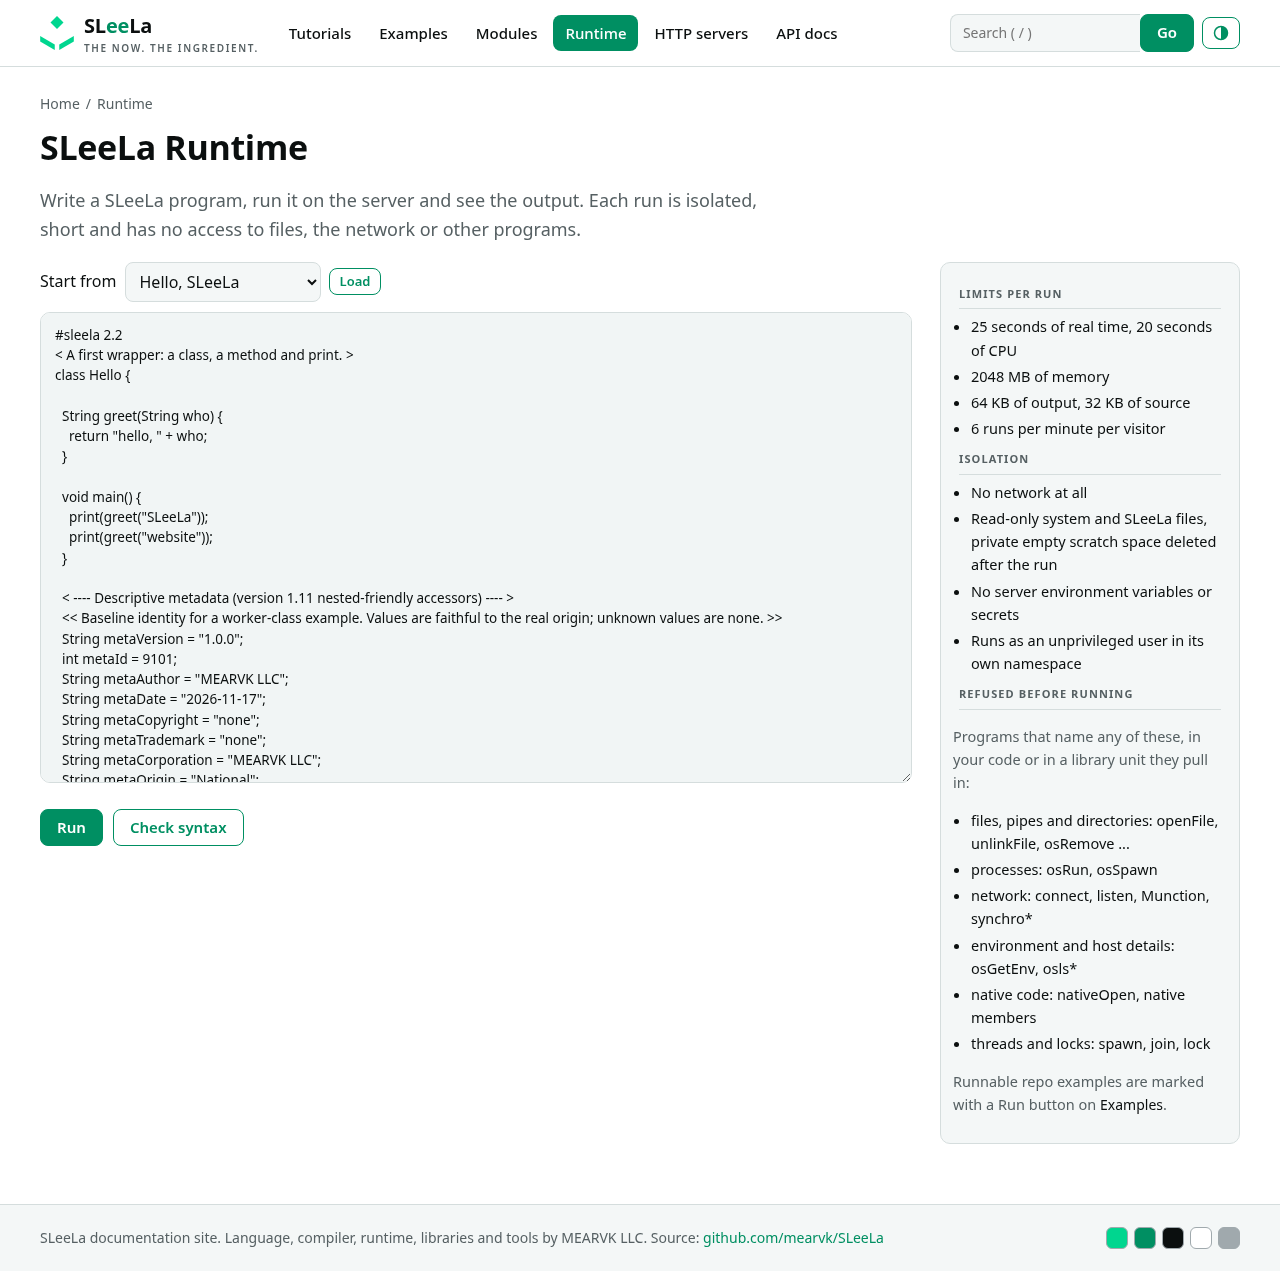 SLeeLa
THE NOW. THE INGREDIENT.
Tutorials Examples Modules Runtime HTTP servers API docs
Search ( / ) Go
Home / Runtime
SLeeLa Runtime
Write a SLeeLa program, run it on the server and see the output. Each run is isolated,
short and has no access to files, the network or other programs.
Start from Hello, SLeeLa Load
#sleela 2.2
< A first wrapper: a class, a method and print. >
class Hello {
String greet(String who) {
return "hello, " + who;
}
void main() {
print(greet("SLeeLa"));
print(greet("website"));
}
< ---- Descriptive metadata (version 1.11 nested-friendly accessors) ---- >
<< Baseline identity for a worker-class example. Values are faithful to the real origin; unknown values are none. >>
String metaVersion = "1.0.0";
int metaId = 9101;
String metaAuthor = "MEARVK LLC";
String metaDate = "2026-11-17";
String metaCopyright = "none";
String metaTrademark = "none";
String metaCorporation = "MEARVK LLC";
String metaOrigin = "National";
Run Check syntax
LIMITS PER RUN
• 25 seconds of real time, 20 seconds
of CPU
• 2048 MB of memory
• 64 KB of output, 32 KB of source
• 6 runs per minute per visitor
ISOLATION
• No network at all
• Read-only system and SLeeLa files,
private empty scratch space deleted
after the run
• No server environment variables or
secrets
• Runs as an unprivileged user in its
own namespace
REFUSED BEFORE RUNNING
Programs that name any of these, in
your code or in a library unit they pull
in:
• files, pipes and directories: openFile,
unlinkFile, osRemove ...
• processes: osRun, osSpawn
• network: connect, listen, Munction,
synchro*
• environment and host details:
osGetEnv, osIs*
• native code: nativeOpen, native
members
• threads and locks: spawn, join, lock
Runnable repo examples are marked
with a Run button on Examples.
SLeeLa documentation site. Language, compiler, runtime, libraries and tools by MEARVK LLC. Source: github.com/mearvk/SLeeLa